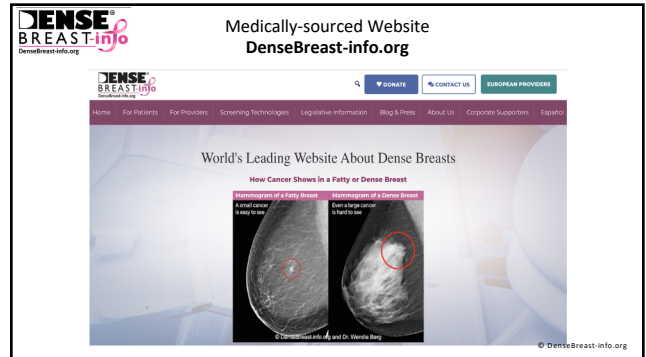 DENSE®
BREAST-info
DenseBreast-info.org
Medically-sourced Website
DenseBreast-info.org
DENSE®
BREAST-info
DenseBreast-info.org
DONATE
CONTACT US
EUROPEAN PROVIDERS
Home For Patients For Providers Screening Technologies Legislative Information Blog & Press About Us Corporate Supporters Español
World's Leading Website About Dense Breasts
How Cancer Shows in a Fatty or Dense Breast
Mammogram of a Fatty Breast Mammogram of a Dense Breast
A small cancer
is easy to see
Even a large cancer
is hard to see
© DenseBreast-info.org and Dr. Wendie Berg
© DenseBreast-info.org